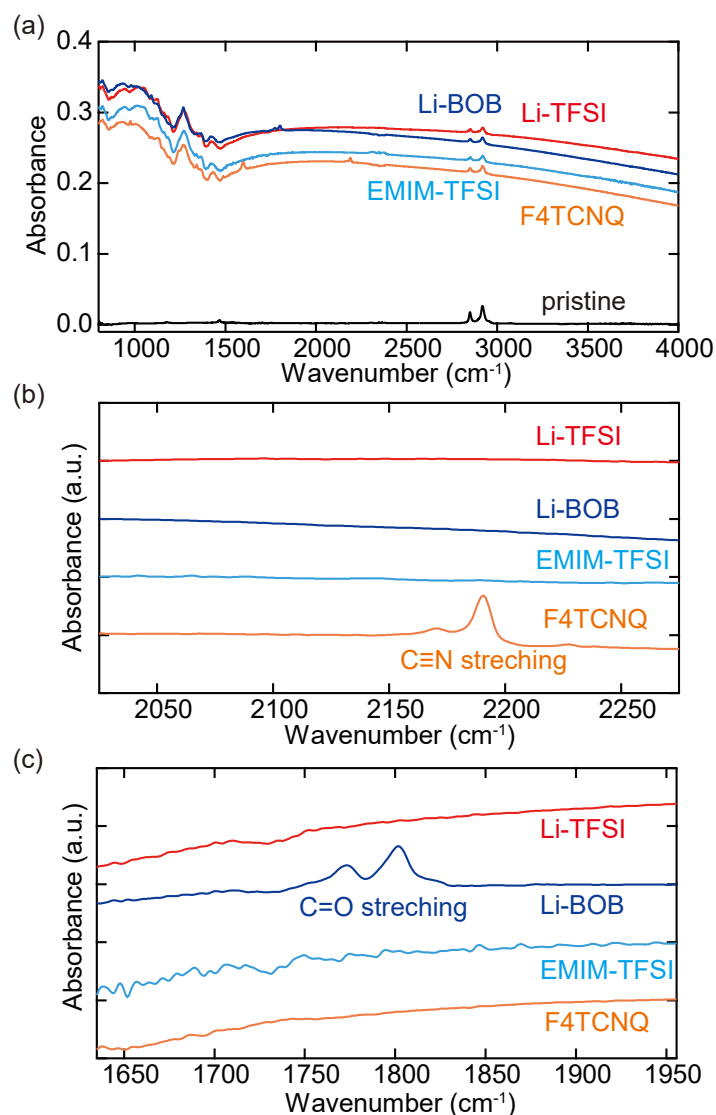 (a)
0.4
0.3
0.2
0.1
0.0
Absorbance
Li-BOB
Li-TFSI
EMIM-TFSI
F4TCNQ
pristine
1000 1500 2000 2500 3000 3500 4000
Wavenumber (cm⁻¹)
(b)
Absorbance (a.u.)
Li-TFSI
Li-BOB
EMIM-TFSI
F4TCNQ
C≡N streching
2050 2100 2150 2200 2250
Wavenumber (cm⁻¹)
(c)
Absorbance (a.u.)
Li-TFSI
C=O streching
Li-BOB
EMIM-TFSI
F4TCNQ
1650 1700 1750 1800 1850 1900 1950
Wavenumber (cm⁻¹)